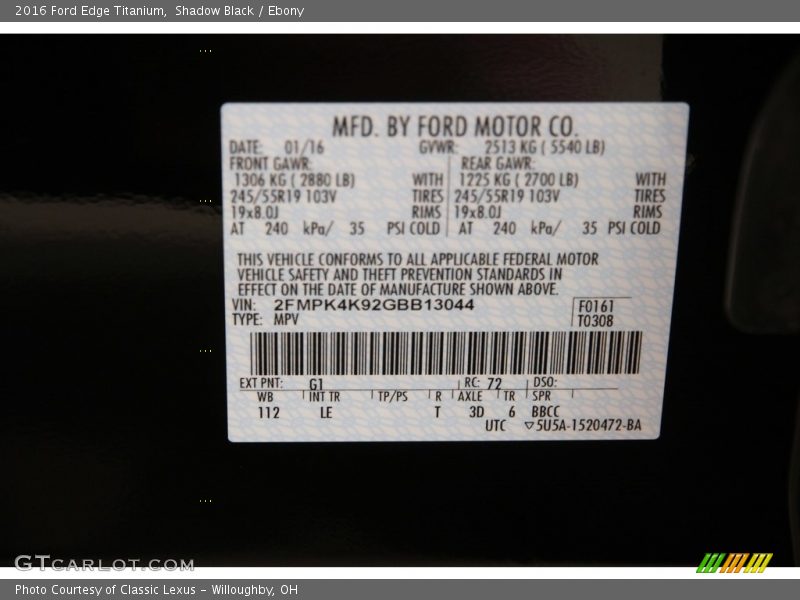 2016 Ford Edge Titanium, Shadow Black / Ebony
MFD. BY FORD MOTOR CO.
DATE: 01/16 GVWR: 2513 KG ( 5540 LB)
FRONT GAWR: REAR GAWR:
1306 KG ( 2880 LB) WITH 1225 KG ( 2700 LB) WITH
245/55R19 103V TIRES 245/55R19 103V TIRES
19x8.0J RIMS 19x8.0J RIMS
AT 240 kPa/ 35 PSI COLD AT 240 kPa/ 35 PSI COLD
THIS VEHICLE CONFORMS TO ALL APPLICABLE FEDERAL MOTOR
VEHICLE SAFETY AND THEFT PREVENTION STANDARDS IN
EFFECT ON THE DATE OF MANUFACTURE SHOWN ABOVE.
VIN: 2FMPK4K92GBB13044 F0161
TYPE: MPV T0308
EXT PNT: G1 RC: 72 DSO:
WB INT TR TP/PS R AXLE TR SPR
112 LE T 3D 6 BBCC
UTC ▽5U5A-1520472-BA
GTCARLOT.COM
Photo Courtesy of Classic Lexus - Willoughby, OH